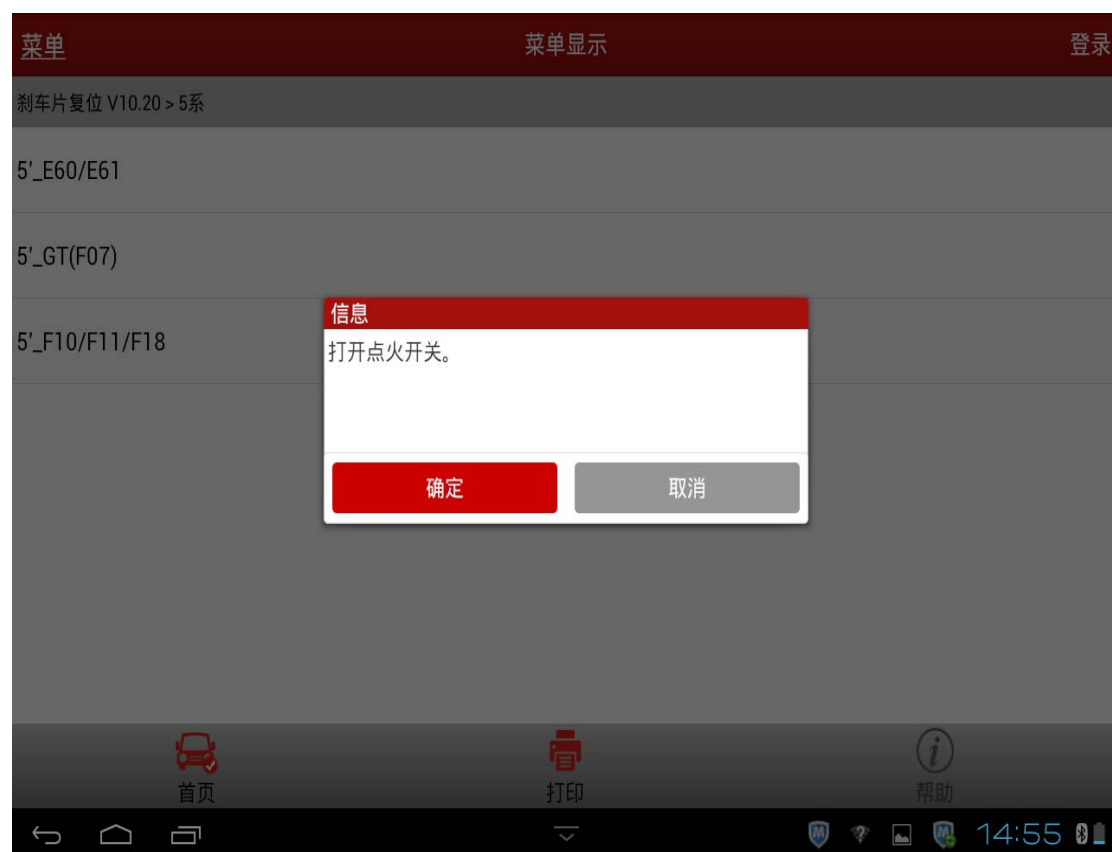 菜单 菜单显示 登录
刹车片复位 V10.20 > 5系
5'_E60/E61
5'_GT(F07)
5'_F10/F11/F18
信息
打开点火开关。
确定 取消
首页 打印 帮助
14:55